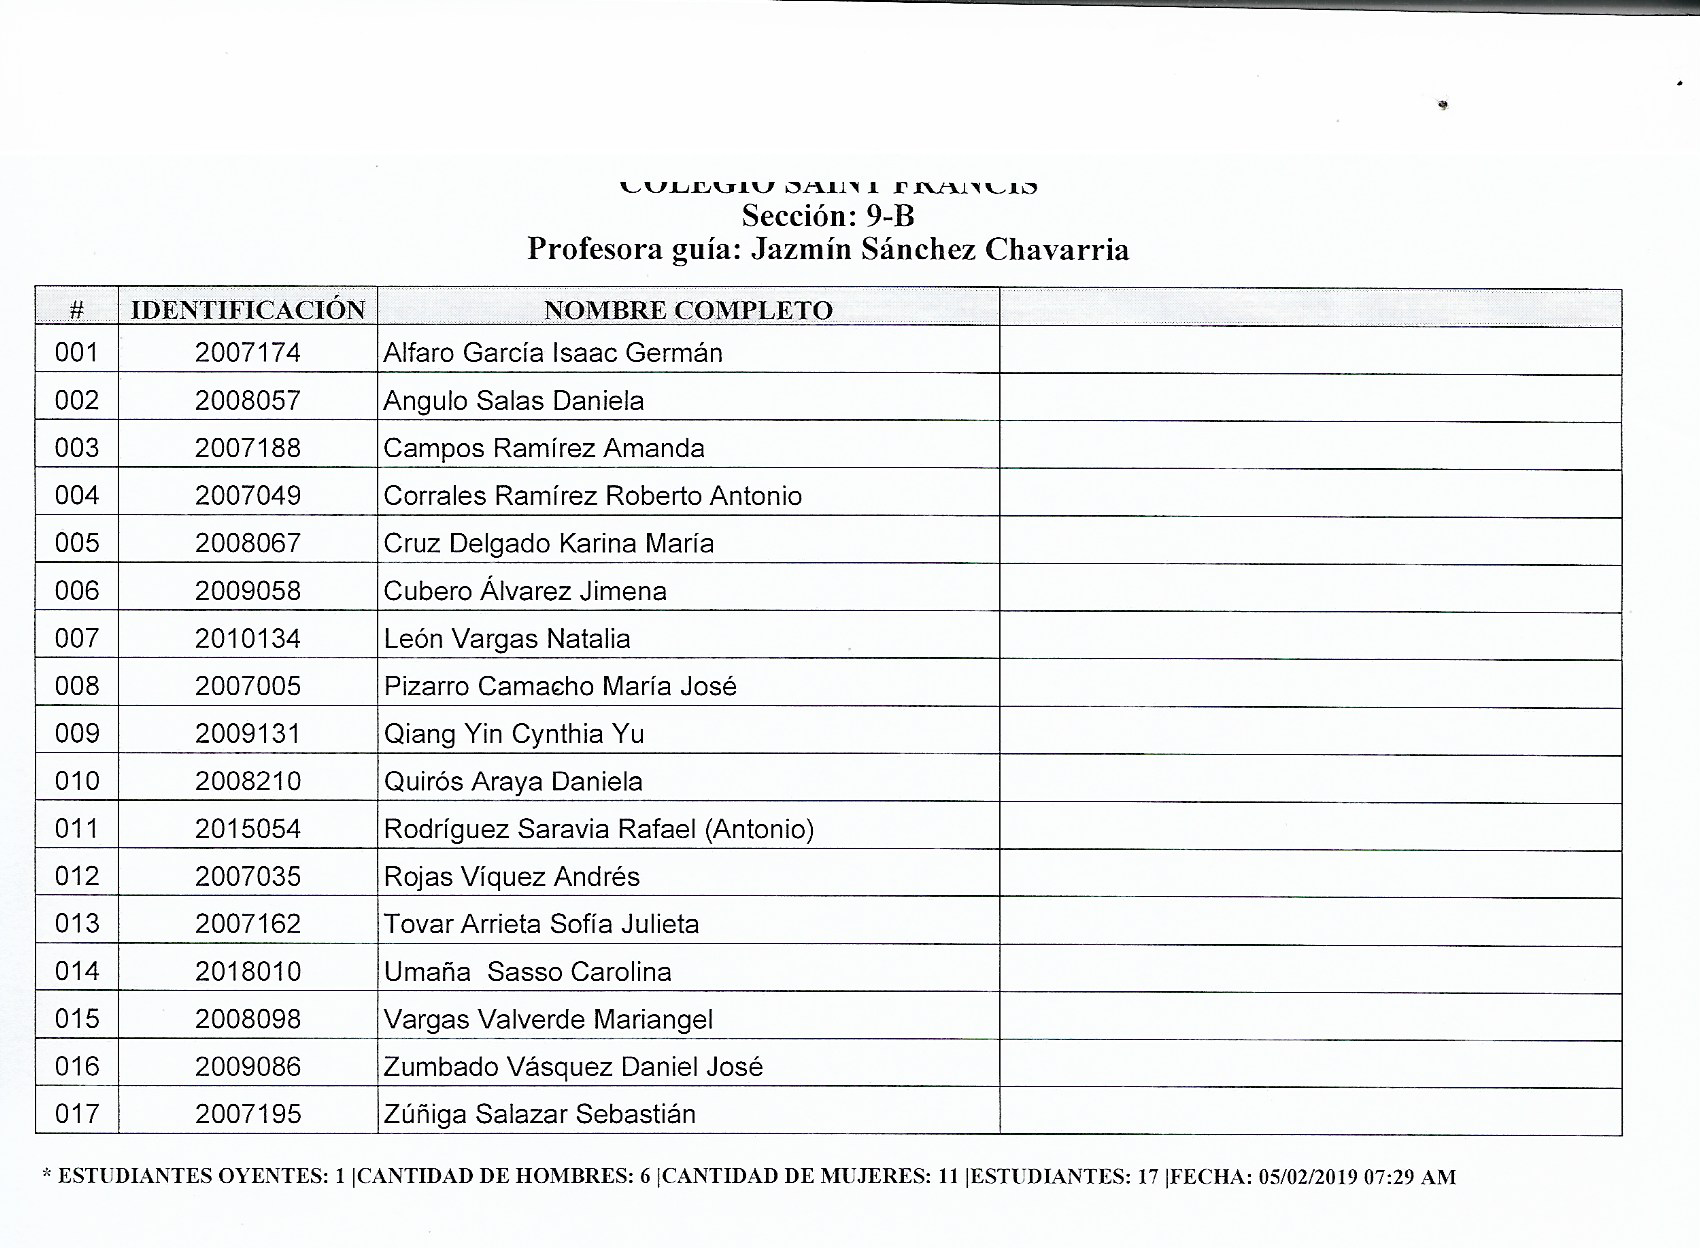 COLEGIO SAINT FRANCIS
Sección: 9-B
Profesora guía: Jazmín Sánchez Chavarria
# IDENTIFICACIÓN NOMBRE COMPLETO
001 2007174 Alfaro García Isaac Germán
002 2008057 Angulo Salas Daniela
003 2007188 Campos Ramírez Amanda
004 2007049 Corrales Ramírez Roberto Antonio
005 2008067 Cruz Delgado Karina María
006 2009058 Cubero Álvarez Jimena
007 2010134 León Vargas Natalia
008 2007005 Pizarro Camacho María José
009 2009131 Qiang Yin Cynthia Yu
010 2008210 Quirós Araya Daniela
011 2015054 Rodríguez Saravia Rafael (Antonio)
012 2007035 Rojas Víquez Andrés
013 2007162 Tovar Arrieta Sofía Julieta
014 2018010 Umaña  Sasso Carolina
015 2008098 Vargas Valverde Mariangel
016 2009086 Zumbado Vásquez Daniel José
017 2007195 Zúñiga Salazar Sebastián
* ESTUDIANTES OYENTES: 1 |CANTIDAD DE HOMBRES: 6 |CANTIDAD DE MUJERES: 11 |ESTUDIANTES: 17 |FECHA: 05/02/2019 07:29 AM